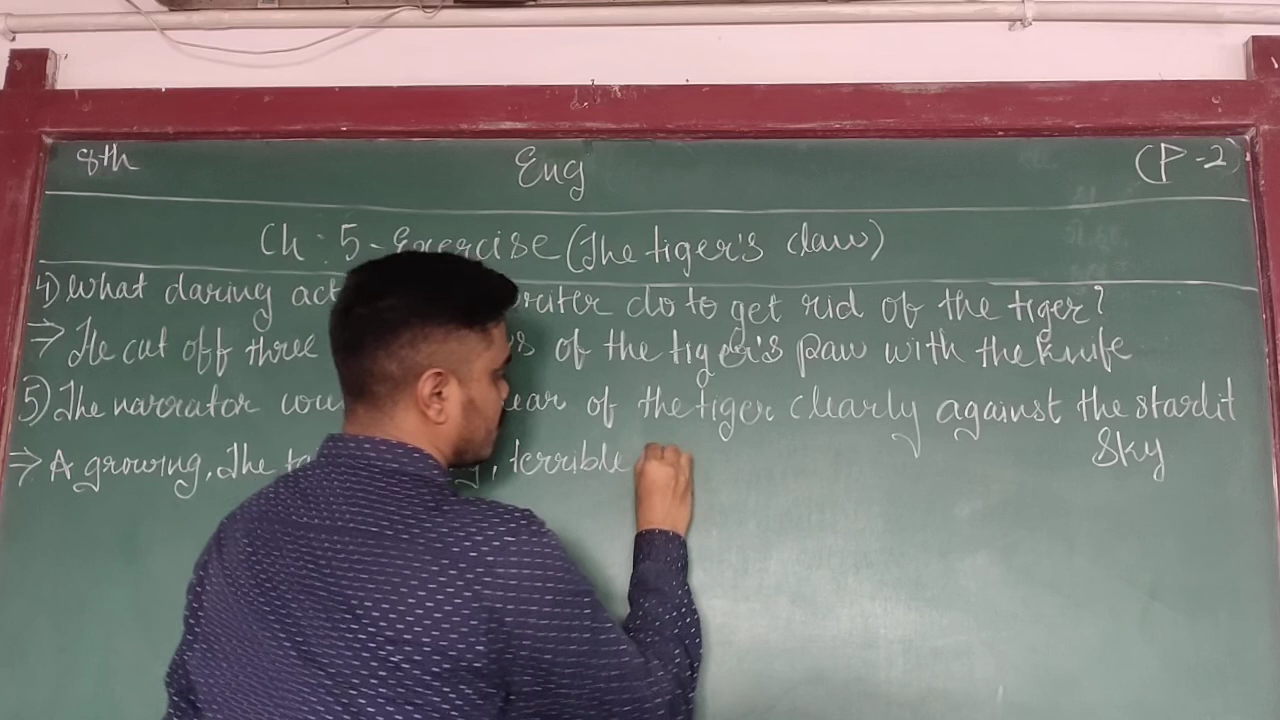 8th Eng (P-2)
Ch: 5-Exercise (The tiger's claw)
4) What daring act writer do to get rid of the tiger?
⇒ He cut off three of the tiger's paw with the knife
5) The narrator ear of the tiger clearly against the starlit
Sky
⇒ A growing, The terrible